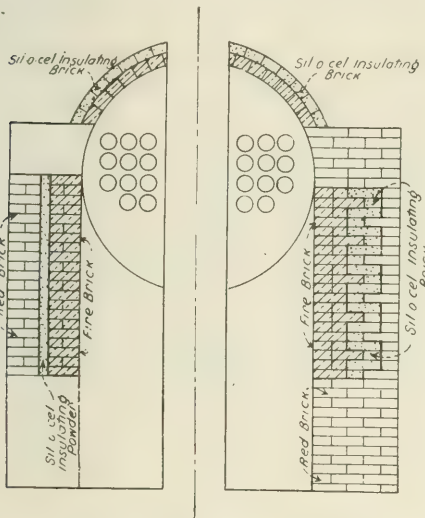 Sil o cel Insulating
Brick
Red Brick
Fire Brick
Sil o cel
Insulating
Powder
Sil o cel Insulating
Brick
Fire Brick
Sil o cel Insulating
Brick
Red Brick